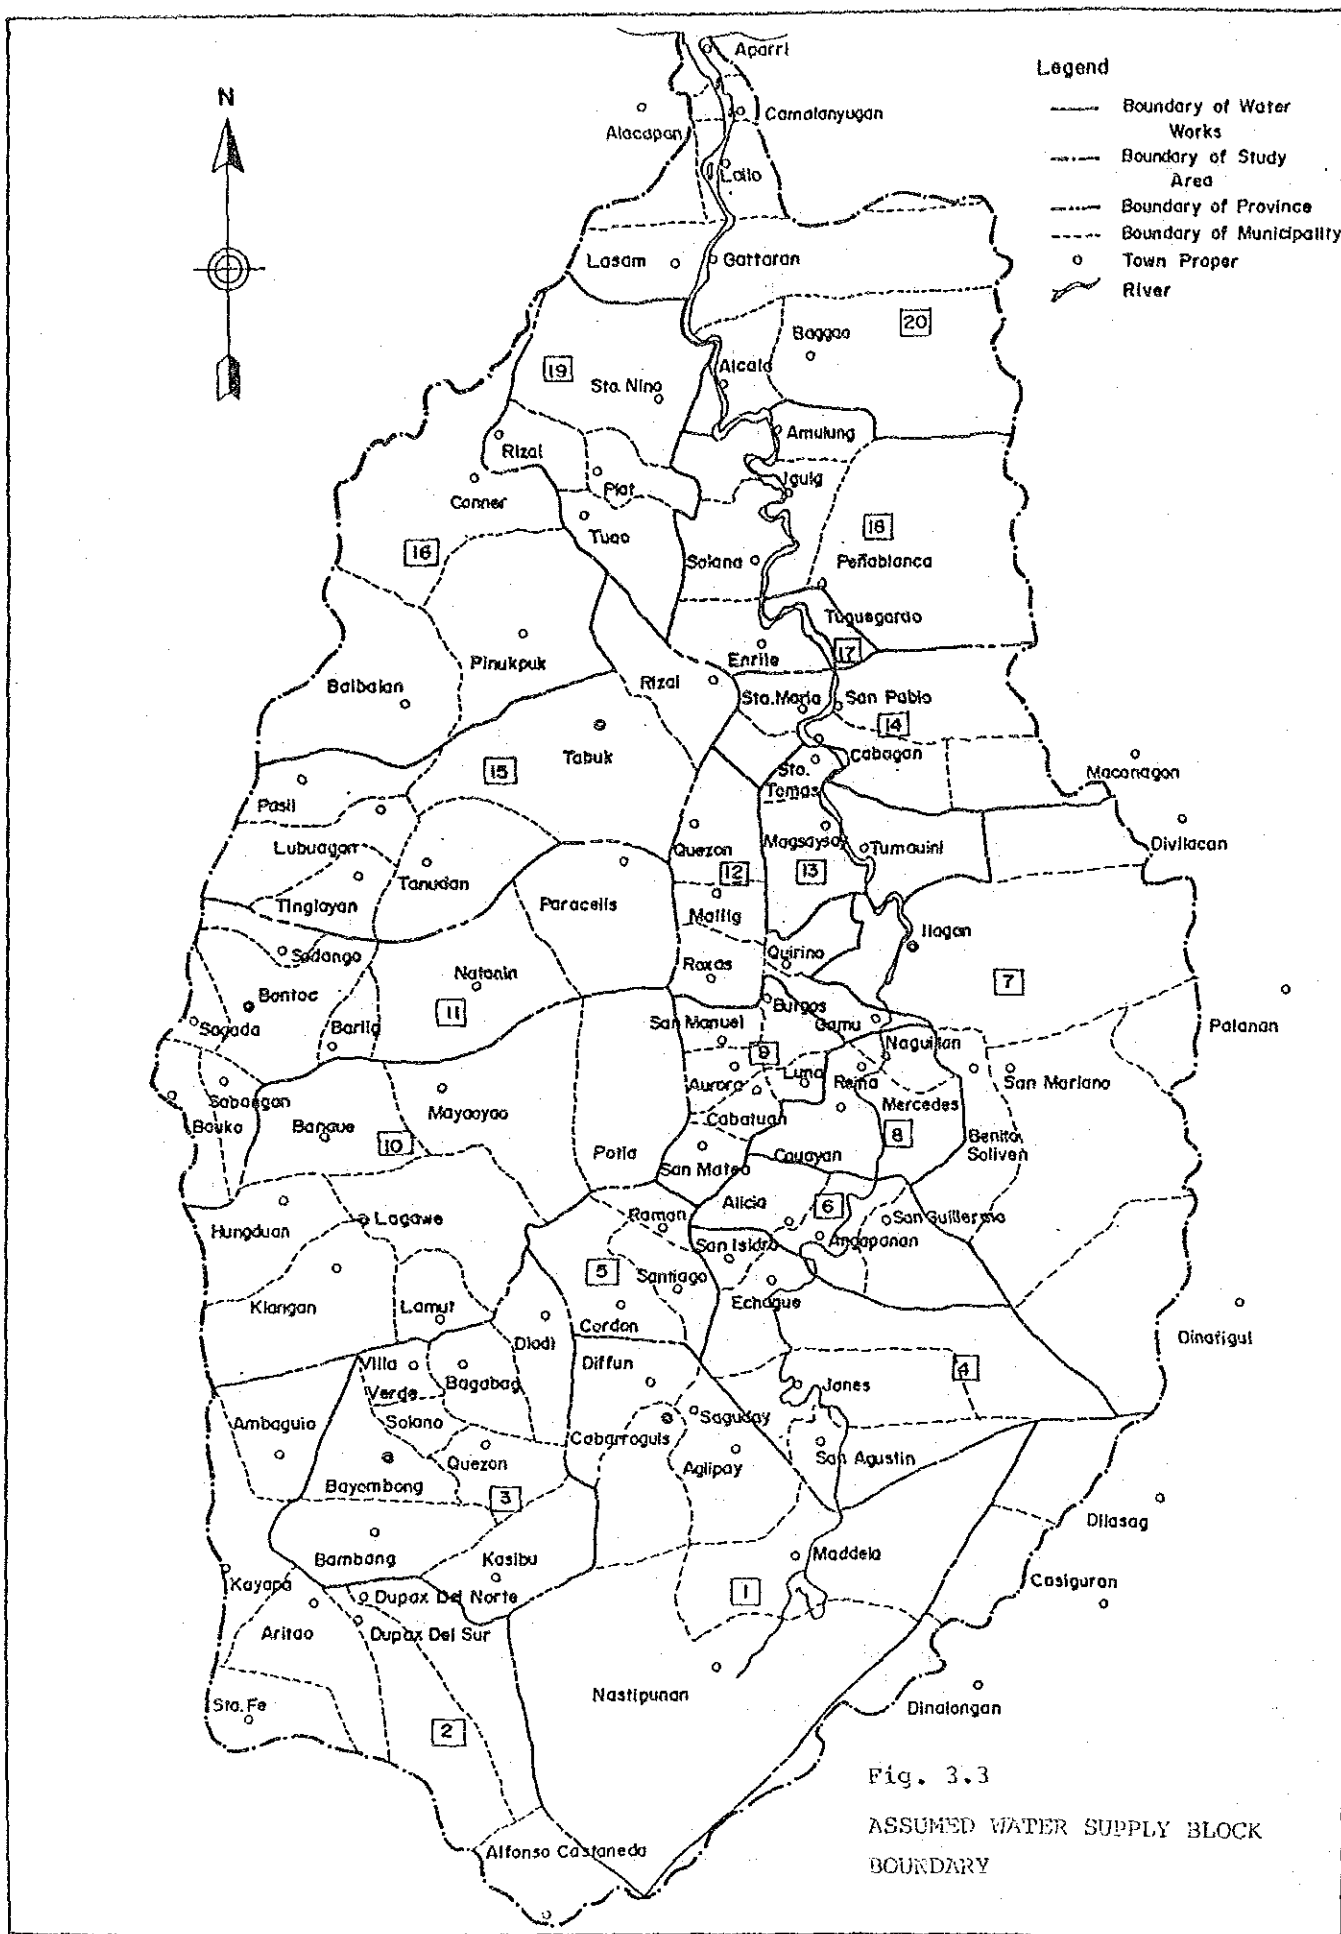 Aparri
Legend
N
Boundary of Water
Works
Camalanyugan
Alacapan
Boundary of Study
Area
Lallo
Boundary of Province
Boundary of Municipality
Lasam
Gattaran
Town Proper
River
20
Baggao
19
Alcala
Sto. Nino
Amulung
Rizal
Piat
Iguig
Conner
18
Tuao
16
Solana
Peñablanca
Tuguegarao
Enrile
17
Pinukpuk
Rizal
Balbalan
Sta. Maria
San Pablo
14
Tabuk
Cabagan
15
Sto.
Tomas
Maconagon
Pasil
Quezon
Magsaysay
Tumauini
Divilacan
Lubuagan
12
13
Tanudan
Tinglayan
Paracelis
Mallig
Ilagan
Sadanga
Quirino
Natonin
Roxas
7
Bontoc
Burgos
11
San Manuel
Gamu
Palanan
Sagada
Barlig
Naguilian
9
Aurora
Luna
Reina
San Mariano
Sabangan
Mayaoyao
Mercedes
Bauko
Banaue
Cabatuan
8
10
Benito
Soliven
Potia
San Mateo
Cauayan
Alicia
6
Hungduan
Lagawe
Ramon
San Guillermo
San Isidro
Angapanan
5
Santiago
Kiangan
Lamut
Echague
Cordon
Dinafigui
Diadi
Villa
Verde
Bagabag
Diffun
4
Jones
Ambaguio
Solano
Saguday
Cabarroguis
San Agustin
Quezon
Aglipay
Bayombong
3
Dilasag
Bambang
Kasibu
Maddela
Kayapa
Casiguran
Dupax Del Norte
1
Aritao
Dupax Del Sur
Nastipunan
Sta. Fe
Dinalongan
2
Fig. 3.3
ASSUMED WATER SUPPLY BLOCK
BOUNDARY
Alfonso Castaneda